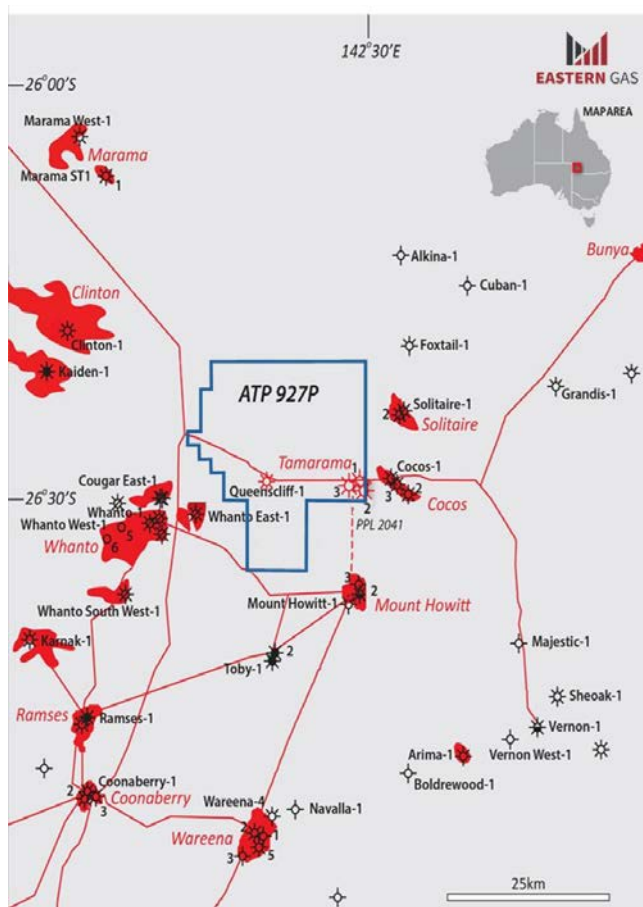 142°30'E
EASTERN GAS
26°00'S
MAPAREA
Marama West-1
Marama
Marama ST1
1
Bunya
Alkina-1
Cuban-1
Clinton
Clinton-1
Foxtail-1
Kaiden-1
Grandis-1
ATP 927P
2
Solitaire-1
Solitaire
Tamarama
1
Cocos-1
Queenscliff-1
3
2
3
2
Cocos
Cougar East-1
26°30'S
PPL 2041
Whanto-1
Whanto East-1
Whanto West-1
5
6
Whanto
3
2
Whanto South West-1
Mount Howitt-1
Mount Howitt
Karnak-1
2
Toby-1
Majestic-1
Sheoak-1
Ramses
Ramses-1
Vernon-1
Arima-1
Vernon West-1
Boldrewood-1
Coonaberry-1
2
3
Coonaberry
Wareena-4
Navalla-1
2
1
Wareena
3
5
25km